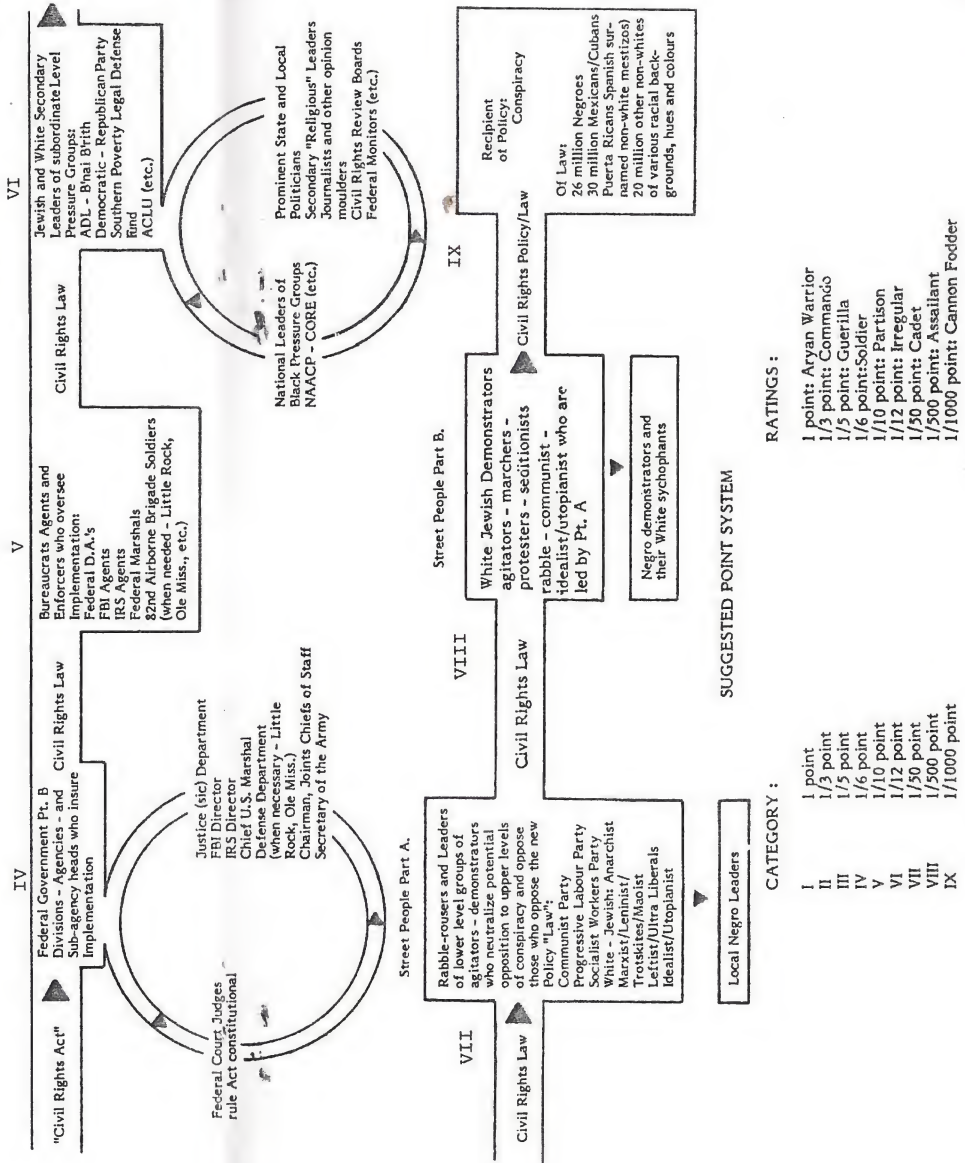 IV
V
VI
"Civil Rights Act"
Federal Government Pt. B
Divisions - Agencies - and
Sub-agency heads who insure
Implementation
Civil Rights Law
Bureaucrats Agents and
Enforcers who oversee
Implementation:
Federal D.A.'s
FBI Agents
IRS Agents
Federal Marshals
82nd Airborne Brigade Soldiers
(when needed - Little Rock,
Ole Miss., etc.)
Civil Rights Law
Jewish and White Secondary
Leaders of subordinate Level
Pressure Groups:
ADL - B'nai B'rith
Democratic - Republican Party
Southern Poverty Legal Defense
Fund
ACLU (etc.)
Federal Court Judges
rule Act constitutional
Justice (sic) Department
FBI Director
IRS Director
Chief U.S. Marshal
Defense Department
(when necessary - Little
Rock, Ole Miss.)
Chairman, Joints Chiefs of Staff
Secretary of the Army
National Leaders of
Black Pressure Groups
NAACP - CORE (etc.)
Prominent State and Local
Politicians
Secondary "Religious" Leaders
Journalists and other opinion
moulders
Civil Rights Review Boards
Federal Monitors (etc.)
Street People Part A.
Street People Part B.
VII
VIII
IX
Civil Rights Law
Rabble-rousers and Leaders
of lower level groups of
agitators - demonstrators
who neutralize potential
opposition to upper levels
of conspiracy and oppose
those who oppose the new
Policy "Law":
Communist Party
Progressive Labour Party
Socialist Workers Party
White - Jewish: Anarchist
Marxist/Leninist/
Trotskites/Maoist
Leftist/Ultra Liberals
Idealist/Utopianist
Local Negro Leaders
Civil Rights Law
White Jewish Demonstrators
agitators - marchers -
protesters - seditionists
rabble - communist -
idealist/utopianist who are
led by Pt. A
Negro demonstrators and
their White sychophants
Civil Rights Policy/Law
Recipient
of Policy:
Conspiracy
Of Law:
26 million Negroes
30 million Mexicans/Cubans
Puerta Ricans Spanish sur-
named non-white mestizos)
20 million other non-whites
of various racial back-
grounds, hues and colours
SUGGESTED POINT SYSTEM
CATEGORY :
I 1 point
II 1/3 point
III 1/5 point
IV 1/6 point
V 1/10 point
VI 1/12 point
VII 1/50 point
VIII 1/500 point
IX 1/1000 point
RATINGS :
1 point: Aryan Warrior
1/3 point: Commando
1/5 point: Guerilla
1/6 point:Soldier
1/10 point: Partison
1/12 point: Irregular
1/50 point: Cadet
1/500 point: Assailant
1/1000 point: Cannon Fodder